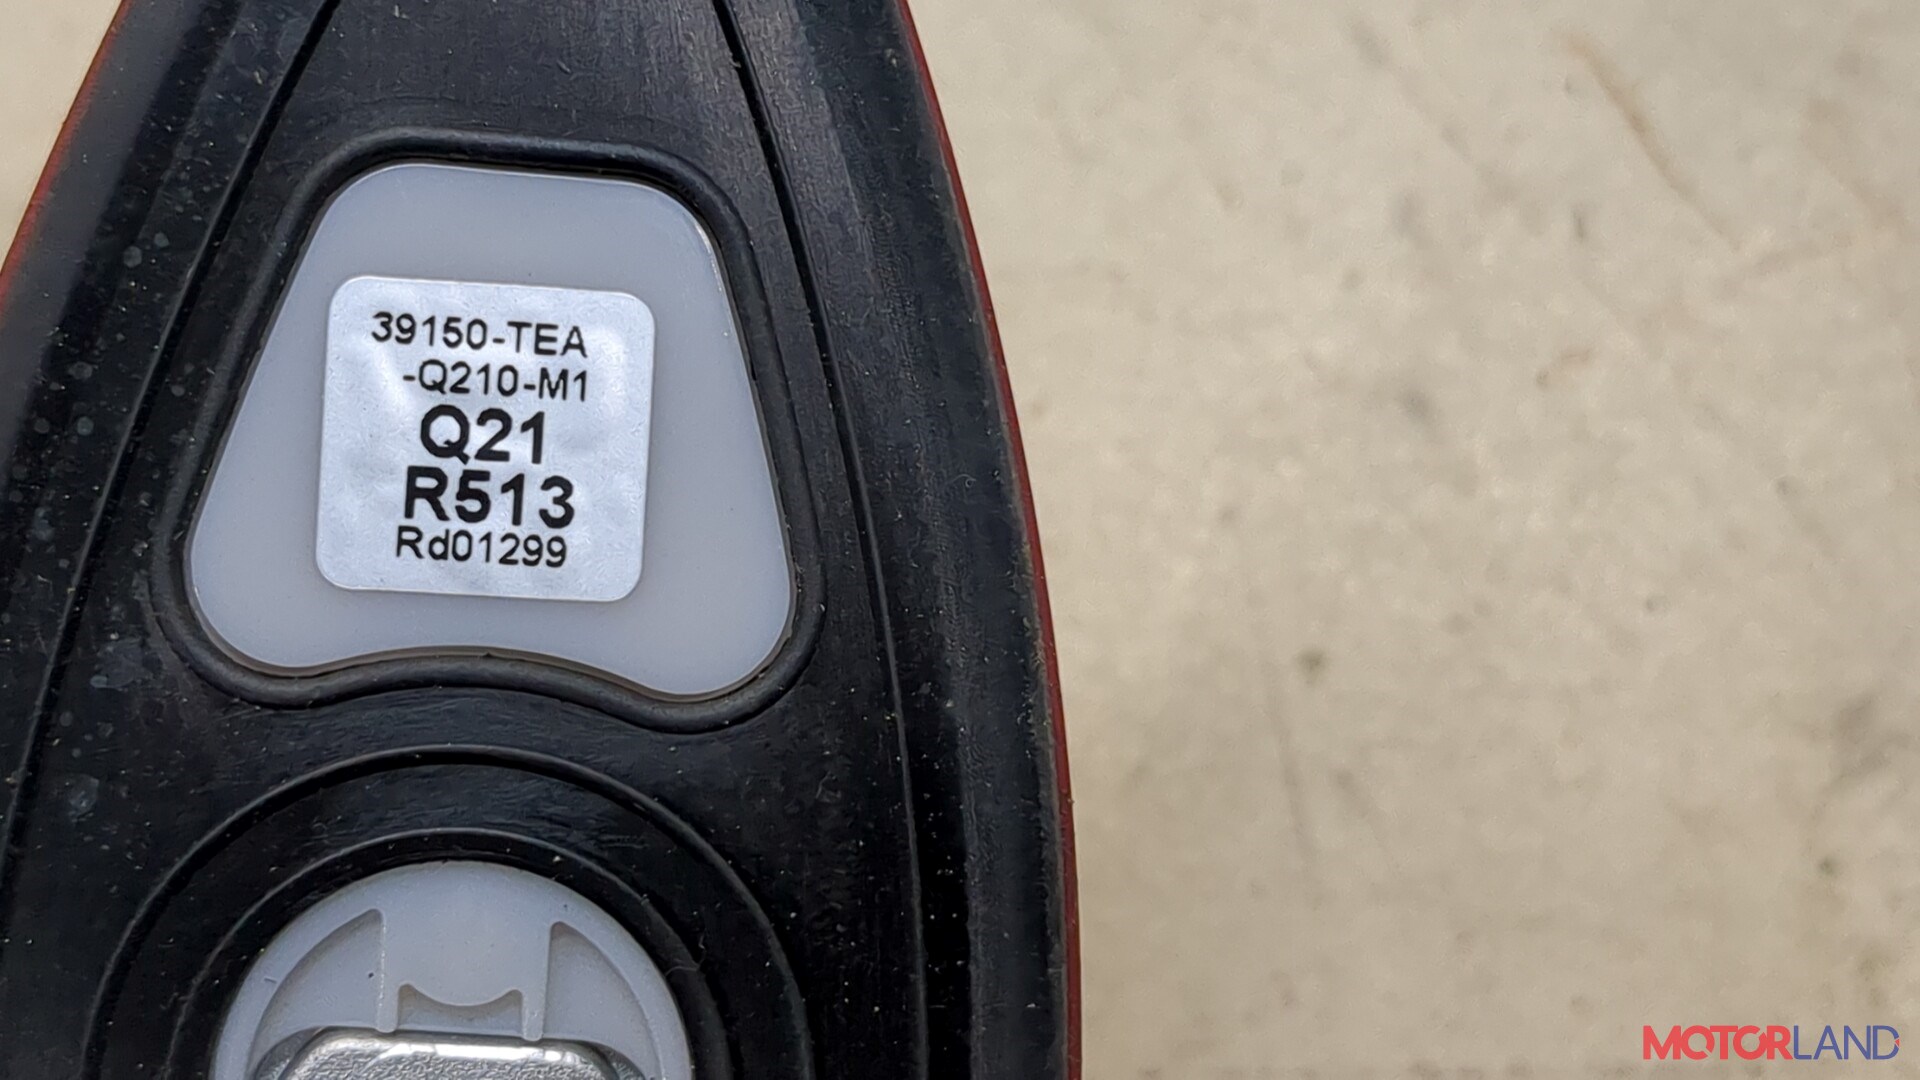 39150-TEA
-Q210-M1
Q21
R513
Rd01299
MOTORLAND